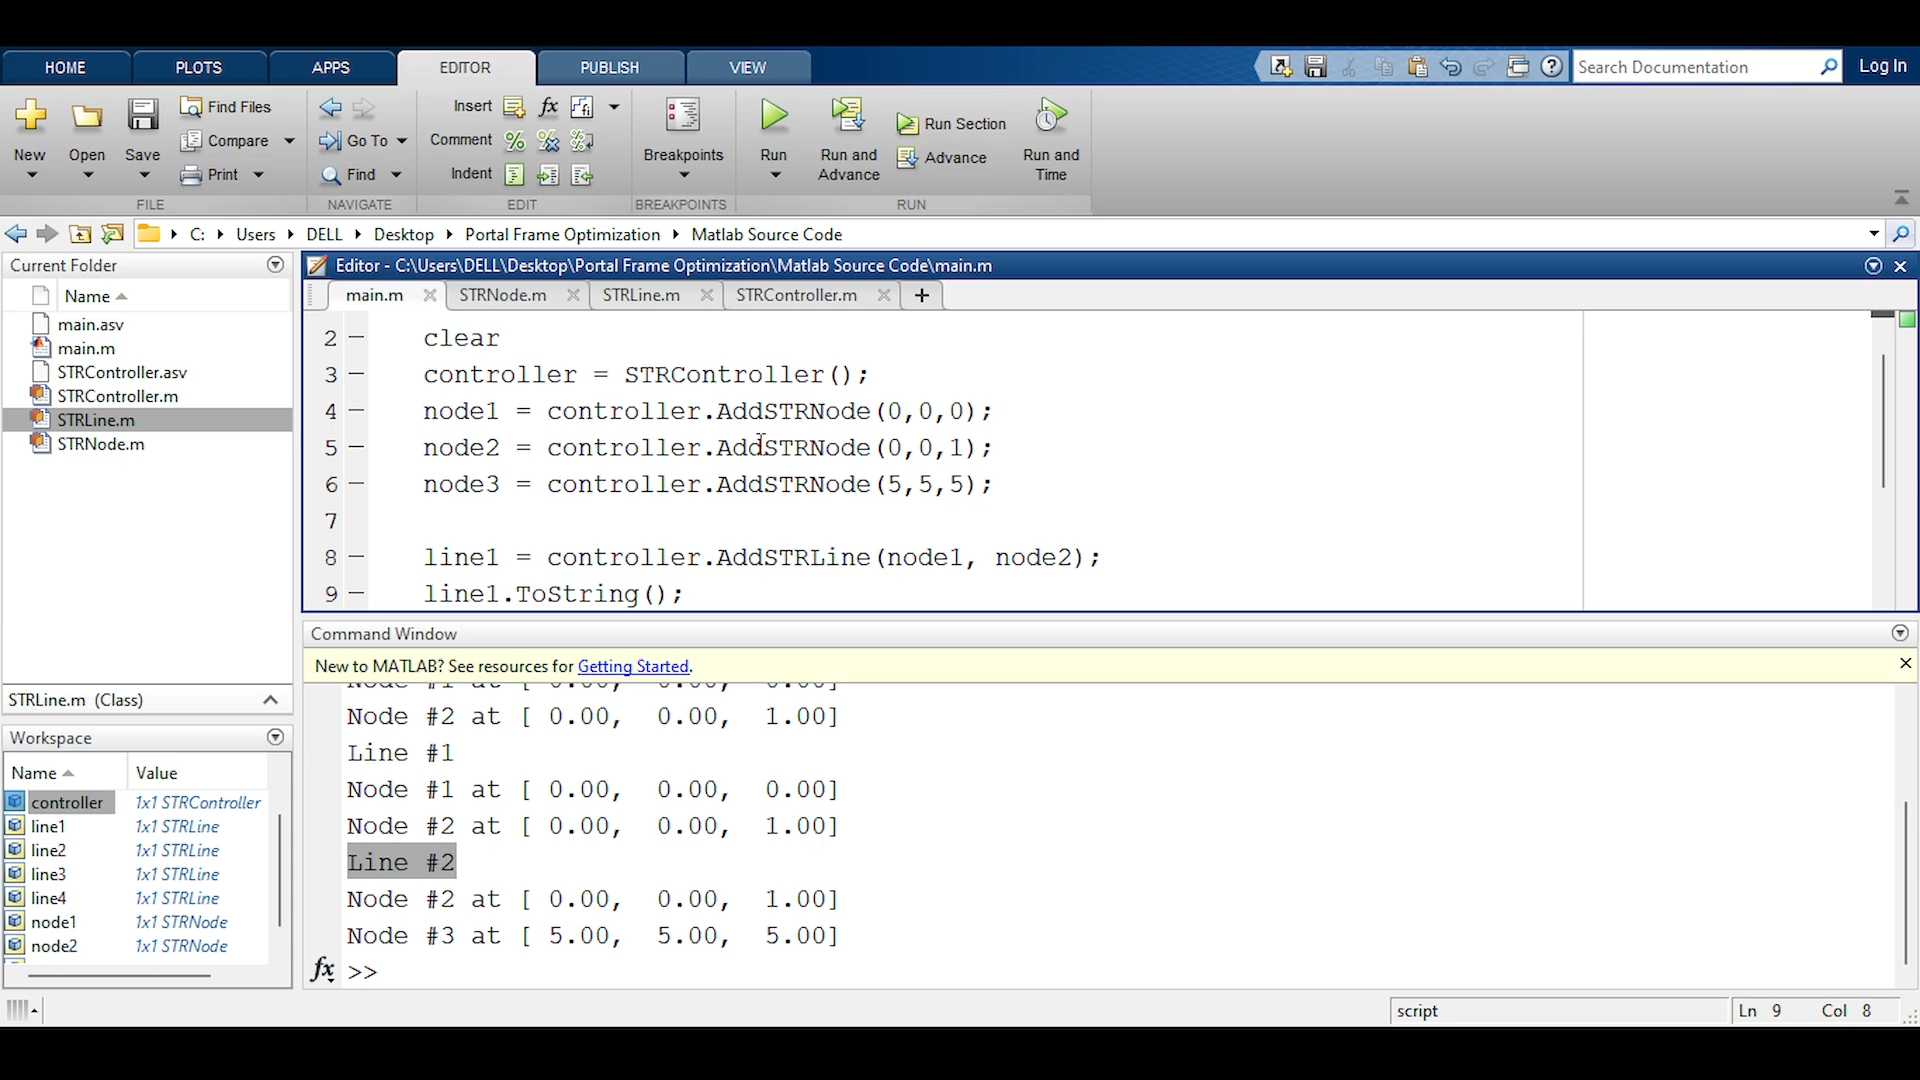 HOME PLOTS APPS EDITOR PUBLISH VIEW
Search Documentation
Log In
New
Open
Save
Find Files
Compare
Print
FILE
Go To
Find
NAVIGATE
Insert
Comment
Indent
EDIT
Breakpoints
BREAKPOINTS
Run
Run and Advance
Run Section
Advance
Run and Time
RUN
C: Users DELL Desktop Portal Frame Optimization Matlab Source Code
Current Folder
Name
main.asv
main.m
STRController.asv
STRController.m
STRLine.m
STRNode.m
STRLine.m (Class)
Workspace
Name Value
controller 1x1 STRController
line1 1x1 STRLine
line2 1x1 STRLine
line3 1x1 STRLine
line4 1x1 STRLine
node1 1x1 STRNode
node2 1x1 STRNode
Editor - C:\Users\DELL\Desktop\Portal Frame Optimization\Matlab Source Code\main.m
main.m STRNode.m STRLine.m STRController.m
2 clear
3 controller = STRController();
4 node1 = controller.AddSTRNode(0,0,0);
5 node2 = controller.AddSTRNode(0,0,1);
6 node3 = controller.AddSTRNode(5,5,5);
7
8 line1 = controller.AddSTRLine(node1, node2);
9 line1.ToString();
Command Window
New to MATLAB? See resources for Getting Started.
Node #1 at [ 0.00, 0.00, 0.00]
Node #2 at [ 0.00, 0.00, 1.00]
Line #1
Node #1 at [ 0.00, 0.00, 0.00]
Node #2 at [ 0.00, 0.00, 1.00]
Line #2
Node #2 at [ 0.00, 0.00, 1.00]
Node #3 at [ 5.00, 5.00, 5.00]
fx >>
script
Ln 9 Col 8